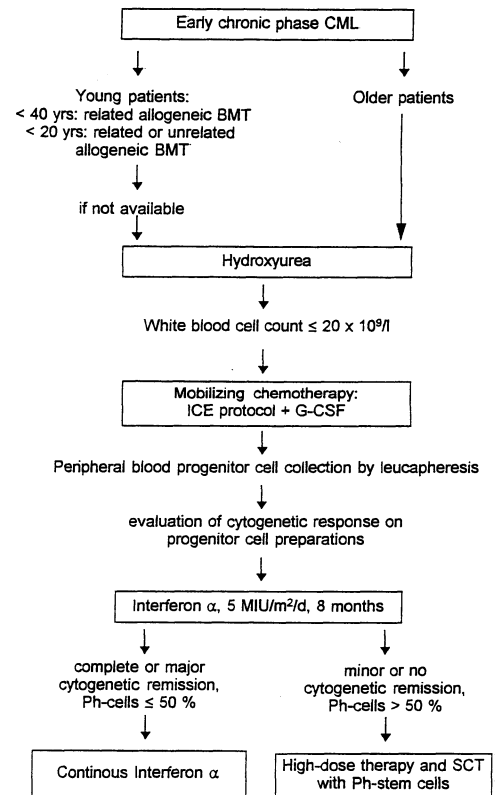 Early chronic phase CML
Young patients:
< 40 yrs: related allogeneic BMT
< 20 yrs: related or unrelated
allogeneic BMT
Older patients
if not available
Hydroxyurea
White blood cell count ≤ 20 x 10⁹/l
Mobilizing chemotherapy:
ICE protocol + G-CSF
Peripheral blood progenitor cell collection by leucapheresis
evaluation of cytogenetic response on
progenitor cell preparations
Interferon α, 5 MIU/m²/d, 8 months
complete or major
cytogenetic remission,
Ph-cells ≤ 50 %
minor or no
cytogenetic remission,
Ph-cells > 50 %
Continous Interferon α
High-dose therapy and SCT
with Ph-stem cells